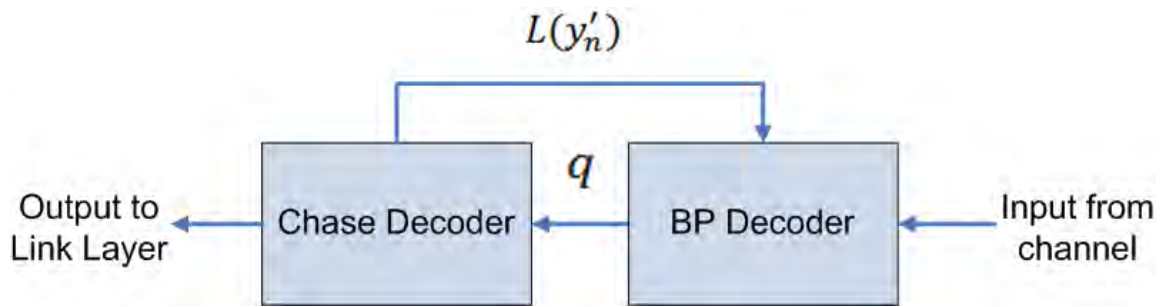 L(y′ₙ)
q
Output to
Link Layer
Chase Decoder
BP Decoder
Input from
channel